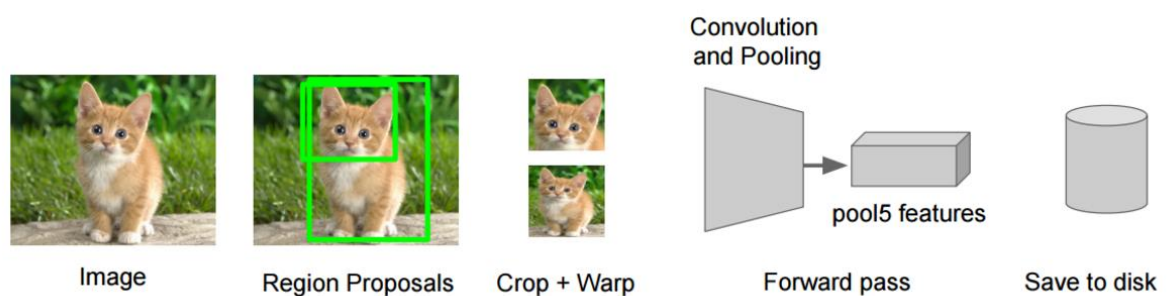 Convolution
and Pooling
pool5 features
Image
Region Proposals
Crop + Warp
Forward pass
Save to disk